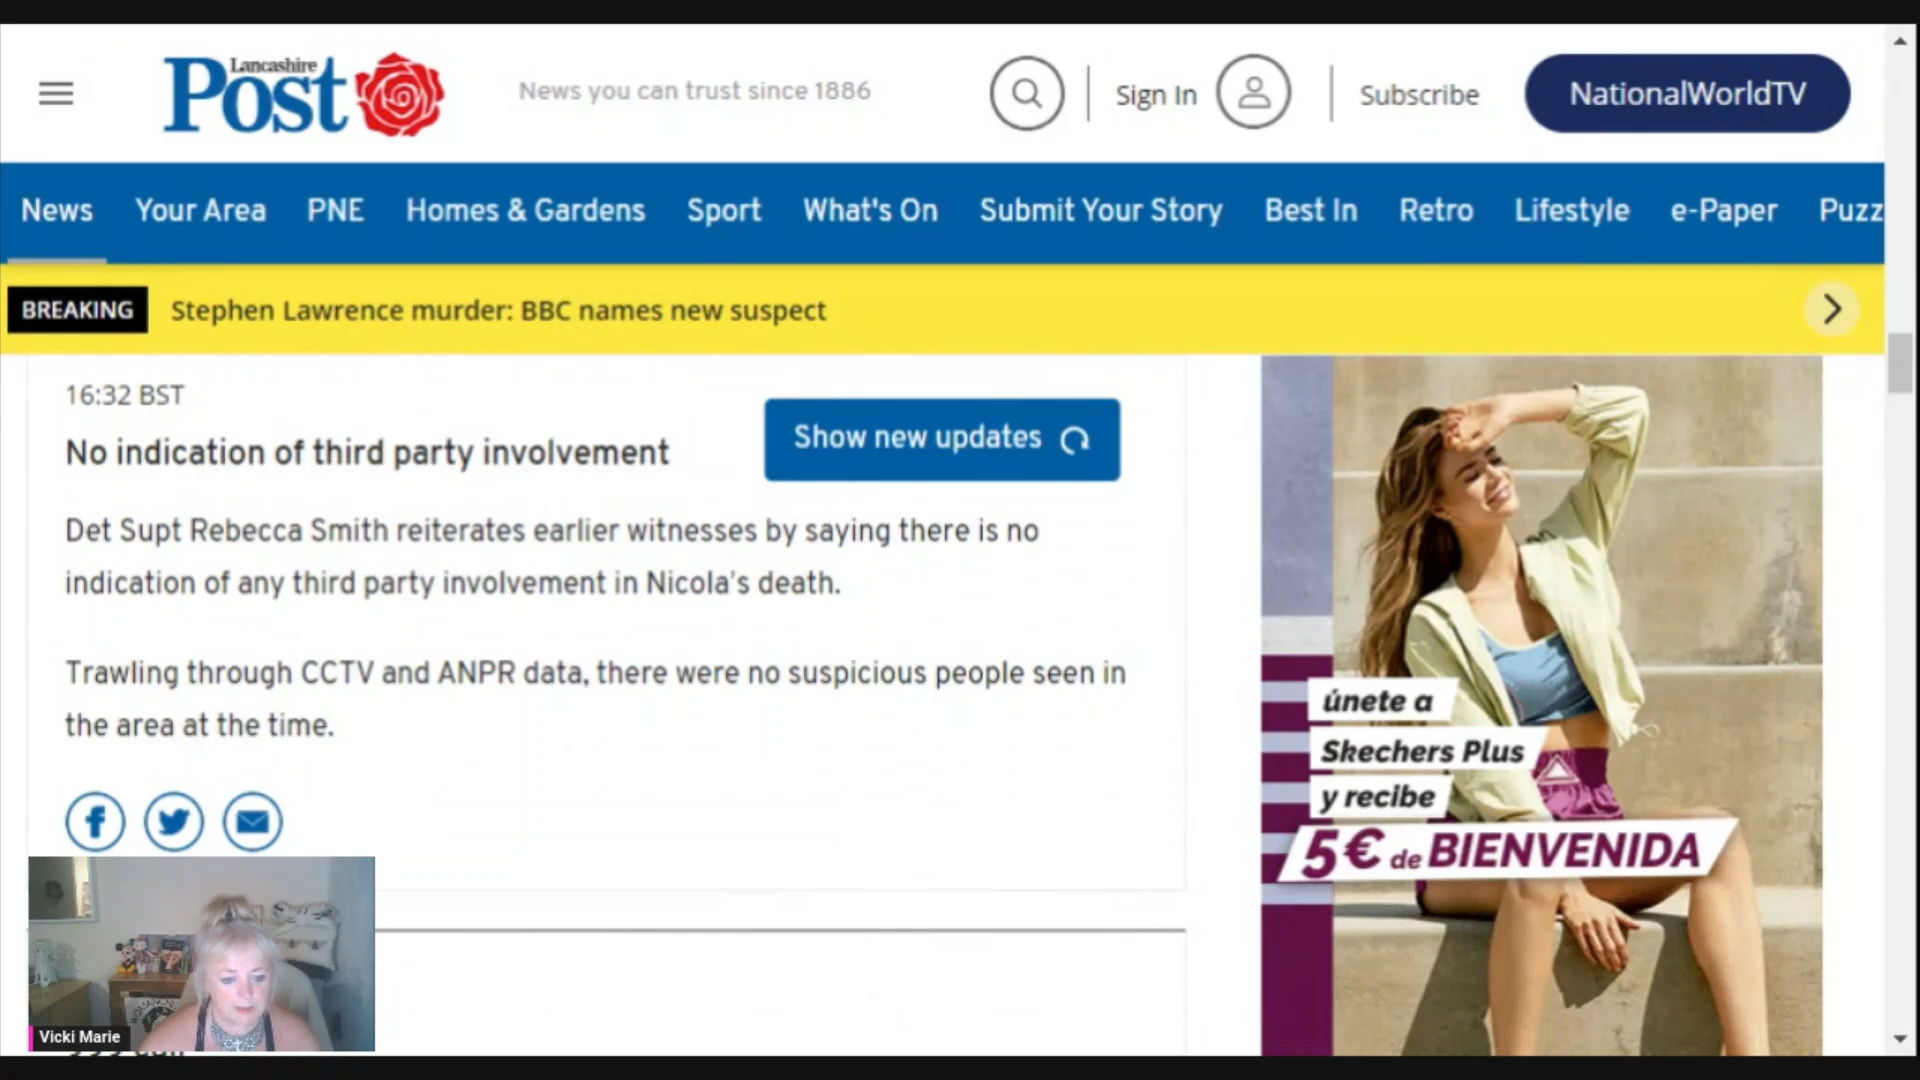 Lancashire
Post
News you can trust since 1886
Sign In
Subscribe
NationalWorldTV
News
Your Area
PNE
Homes & Gardens
Sport
What's On
Submit Your Story
Best In
Retro
Lifestyle
e-Paper
Puzz
BREAKING
Stephen Lawrence murder: BBC names new suspect
16:32 BST
No indication of third party involvement
Show new updates
Det Supt Rebecca Smith reiterates earlier witnesses by saying there is no
indication of any third party involvement in Nicola's death.
Trawling through CCTV and ANPR data, there were no suspicious people seen in
the area at the time.
únete a
Skechers Plus
y recibe
5€ de BIENVENIDA
Vicki Marie